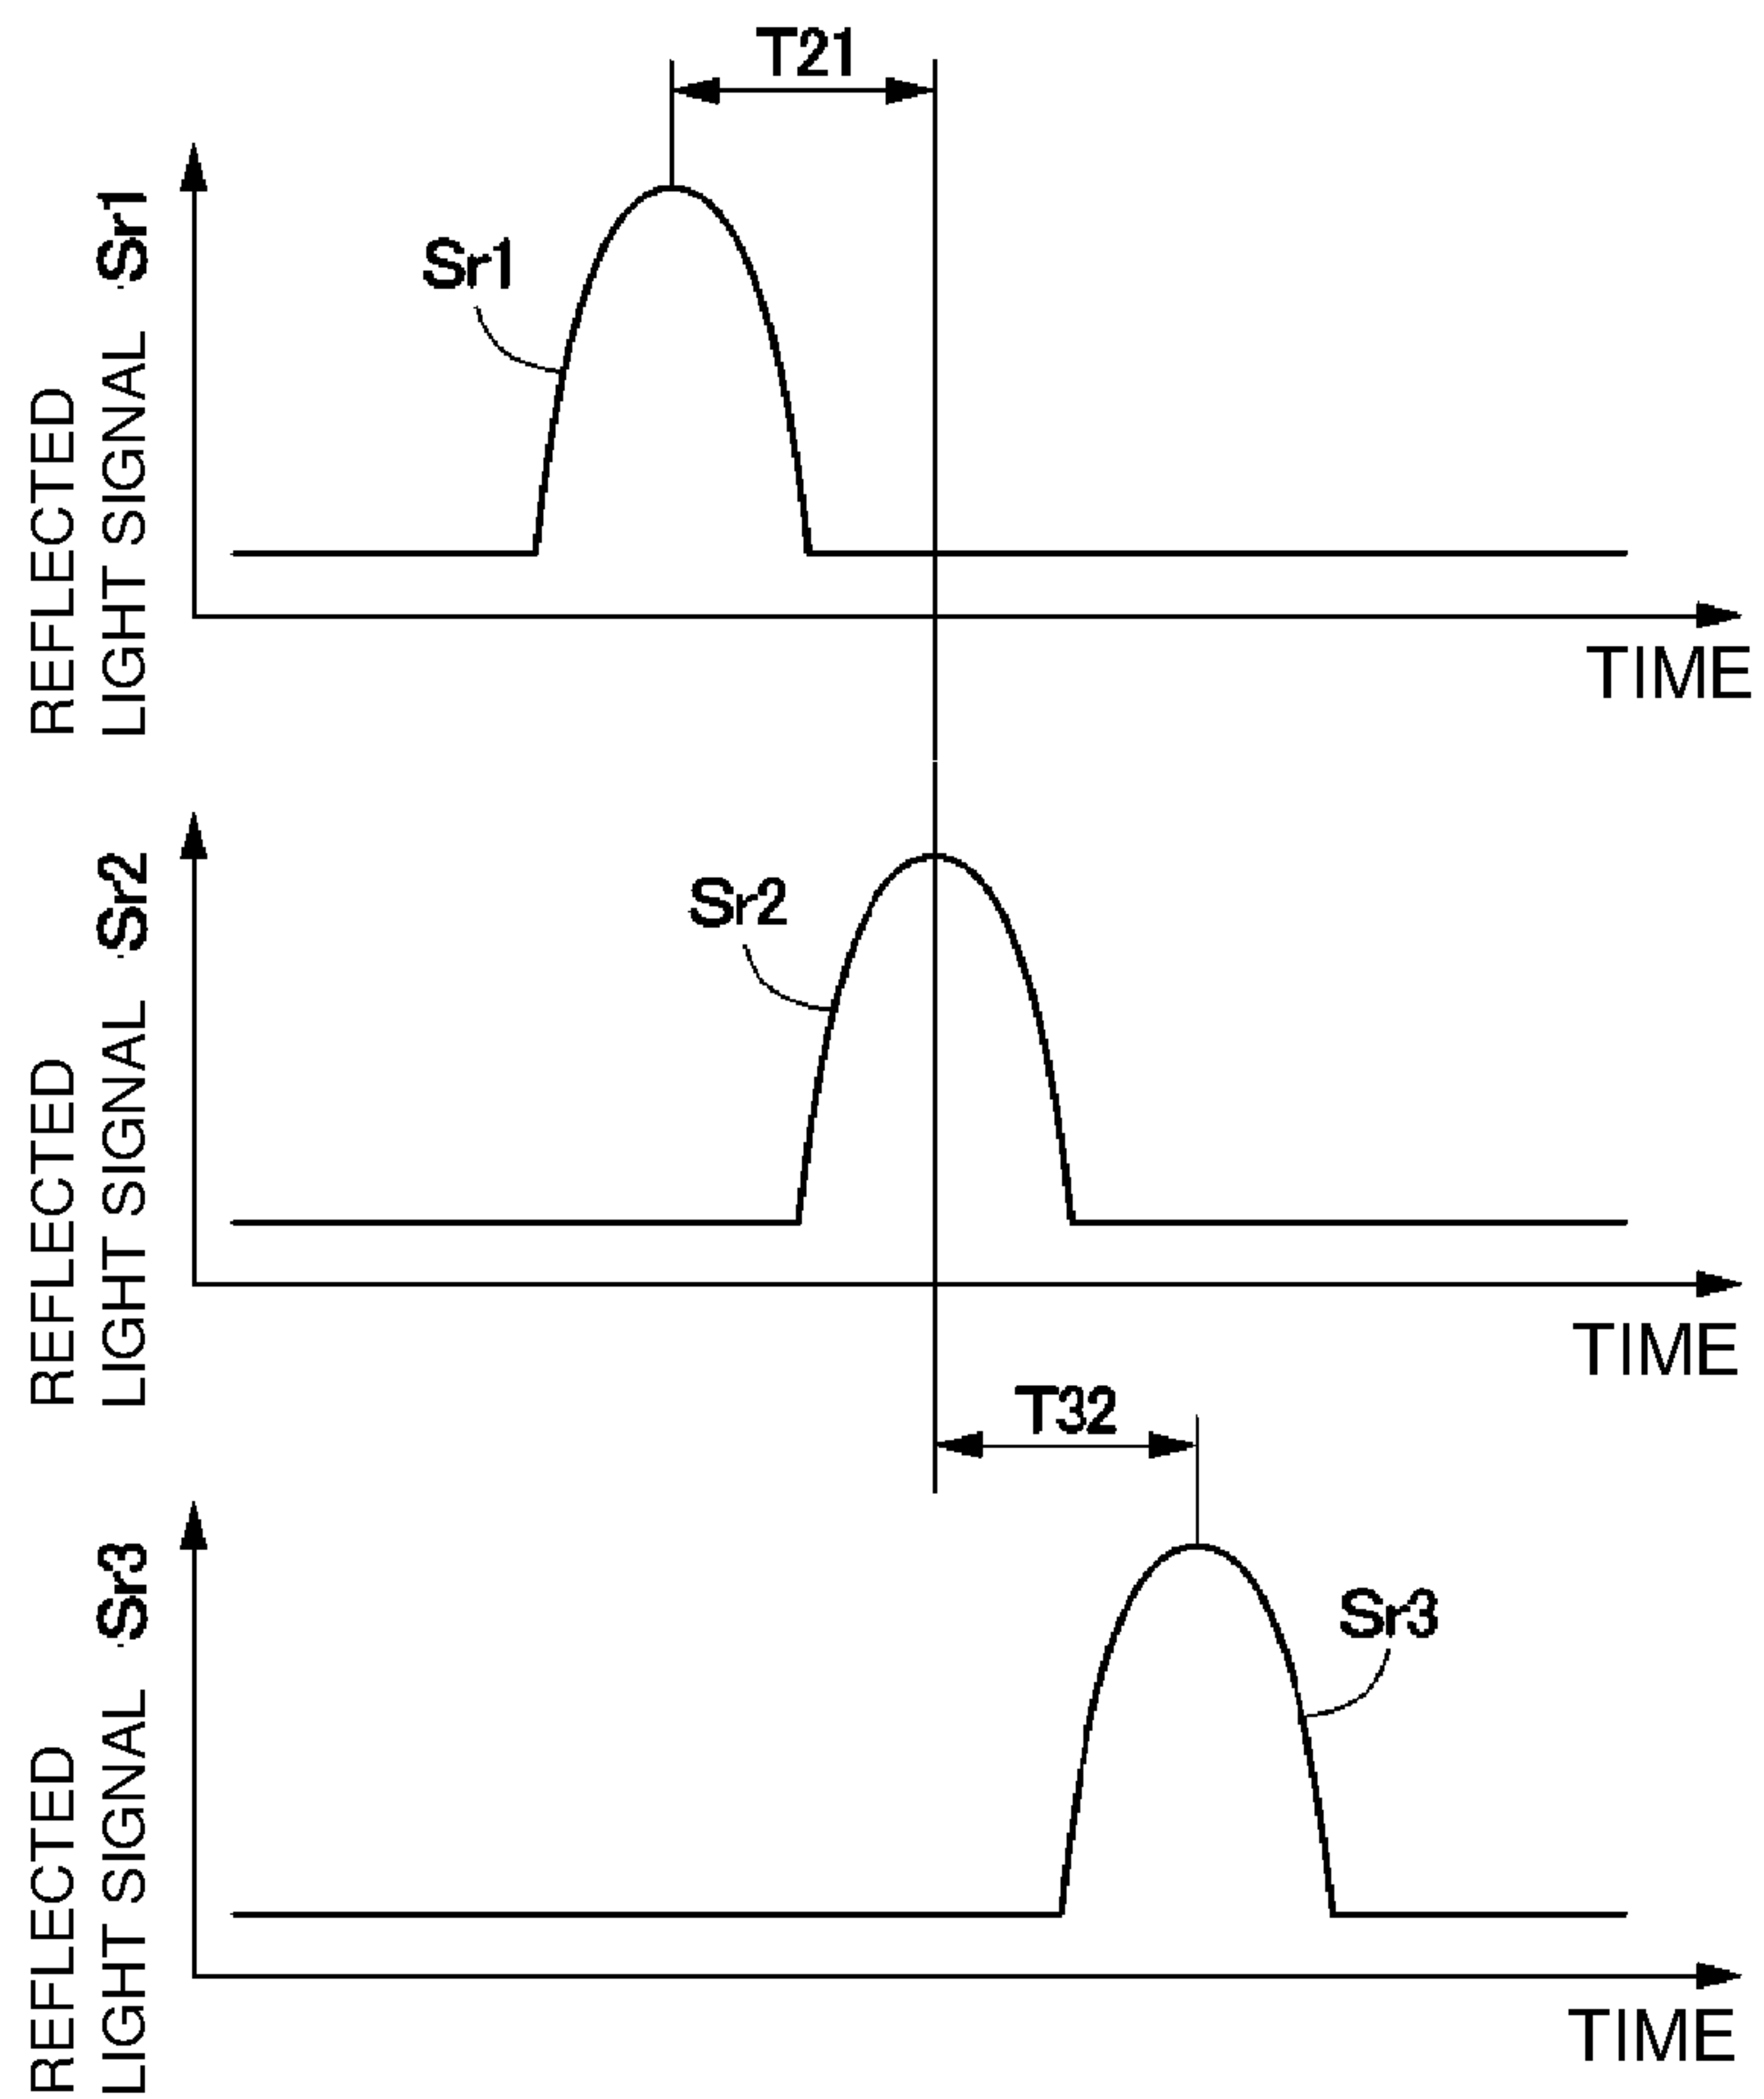 T21
REFLECTED
LIGHT SIGNAL Sr1
Sr1
TIME
REFLECTED
LIGHT SIGNAL Sr2
Sr2
TIME
T32
REFLECTED
LIGHT SIGNAL Sr3
Sr3
TIME